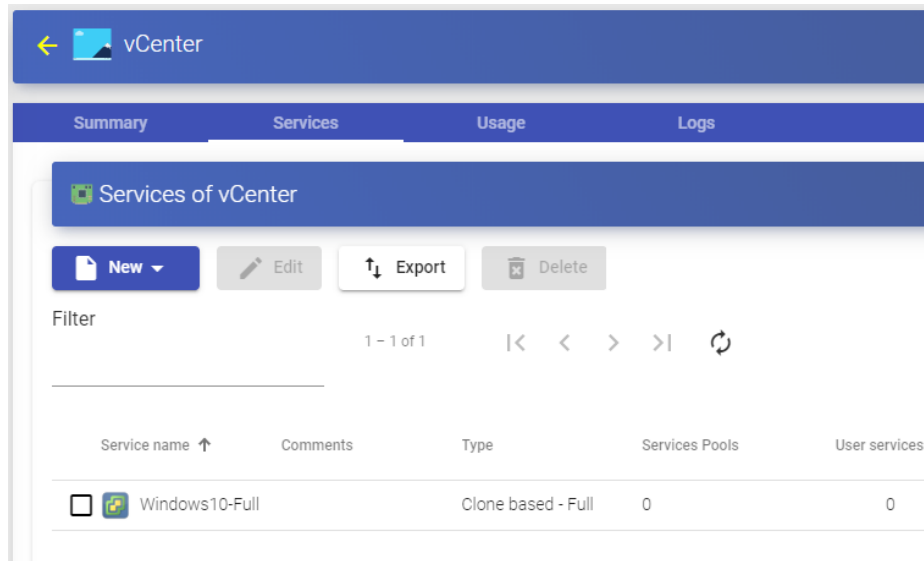 vCenter
Summary Services Usage Logs
Services of vCenter
New Edit Export Delete
Filter
1 – 1 of 1
Service name Comments Type Services Pools User services
Windows10-Full Clone based - Full 0 0